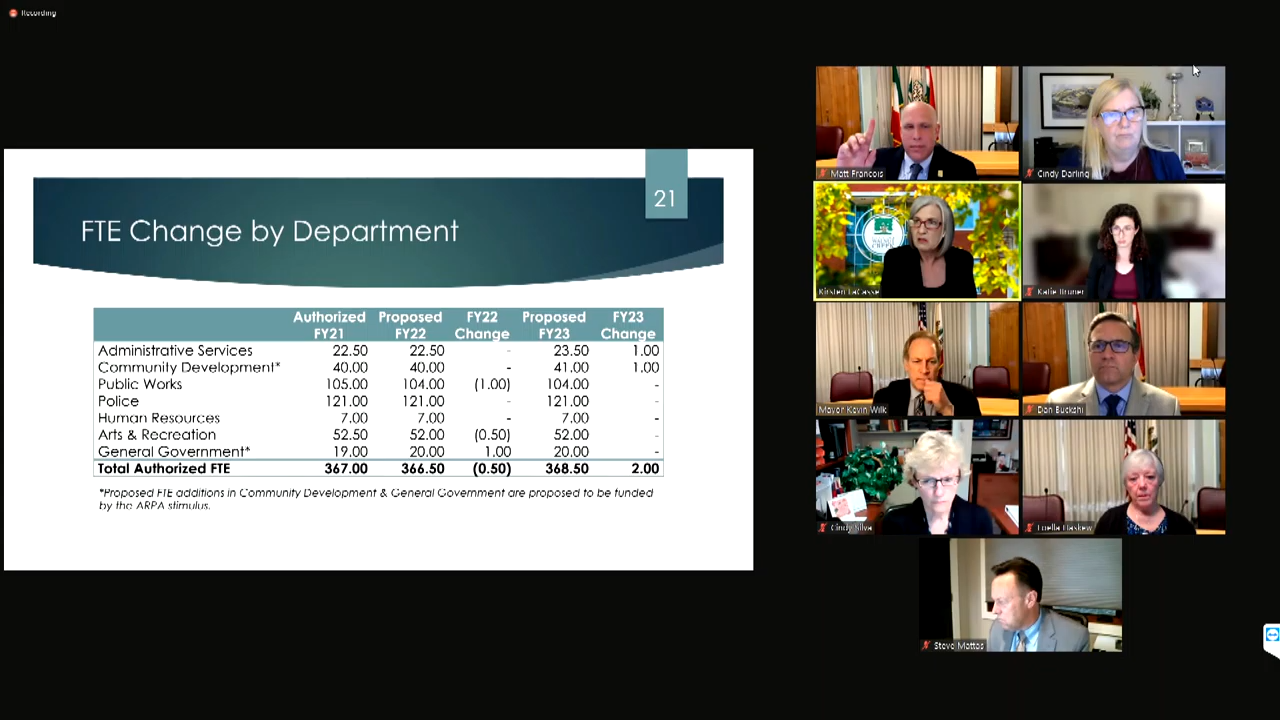 Recording
21
FTE Change by Department
Authorized FY21 Proposed FY22 FY22 Change Proposed FY23 FY23 Change
Administrative Services 22.50 22.50 - 23.50 1.00
Community Development* 40.00 40.00 - 41.00 1.00
Public Works 105.00 104.00 (1.00) 104.00 -
Police 121.00 121.00 - 121.00 -
Human Resources 7.00 7.00 - 7.00 -
Arts & Recreation 52.50 52.00 (0.50) 52.00 -
General Government* 19.00 20.00 1.00 20.00 -
Total Authorized FTE 367.00 366.50 (0.50) 368.50 2.00
*Proposed FTE additions in Community Development & General Government are proposed to be funded
by the ARPA stimulus.
Matt Francois
Cindy Darling
WALNUT
CREEK
Kirsten LaCasse
Katie Bruner
Mayor Kevin Wilk
Dan Buckshi
Cindy Silva
Loella Haskew
Steve Mattas